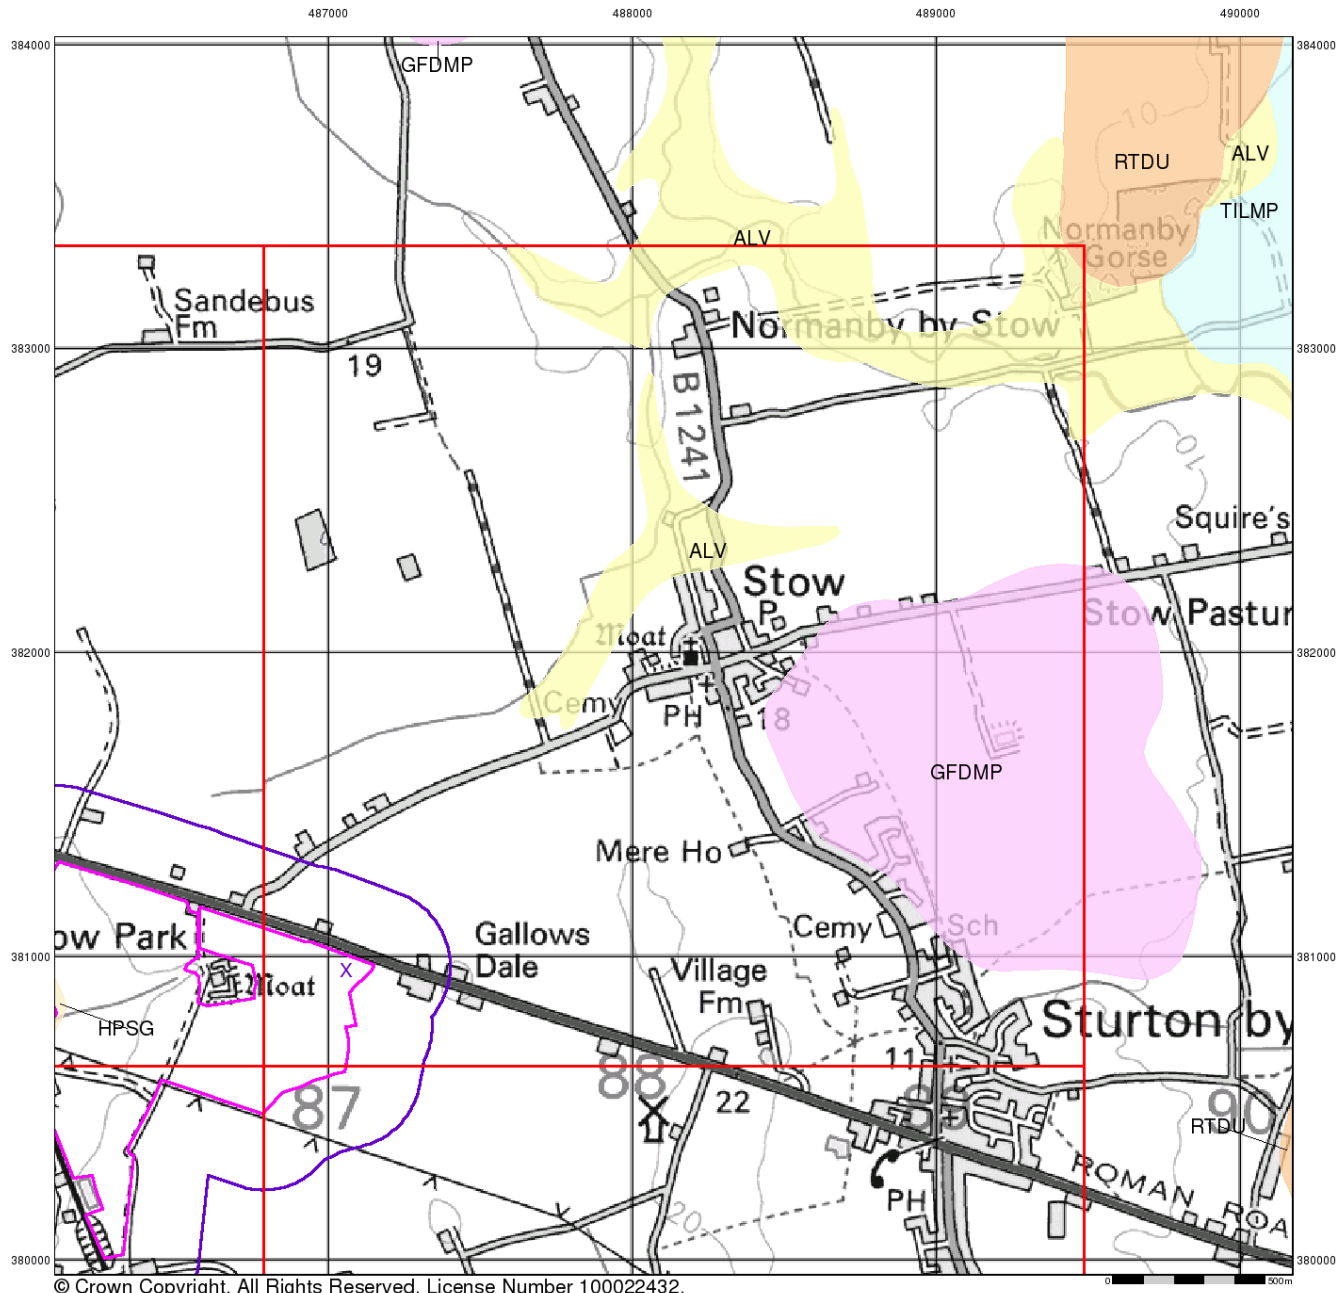 487000 488000 489000 490000
384000 384000
GFDMP
10
ALV
RTDU
TILMP
ALV
Normanby
Gorse
Sandebus
Fm
Normanby by Stow
383000 383000
19
B 1241
10
Squire's
ALV
Stow
P
Stow Pastur
Moat
382000 382000
Cemy
PH
18
GFDMP
Mere Ho
Cemy
Sch
ow Park
Gallows
Dale
381000 381000
X
Village
Fm
Moat
HPSG
Sturton by
11
88
87
22
89
90
RTDU
ROMAN
ROA
PH
20
380000 380000
© Crown Copyright. All Rights Reserved. License Number 100022432.
0 500m